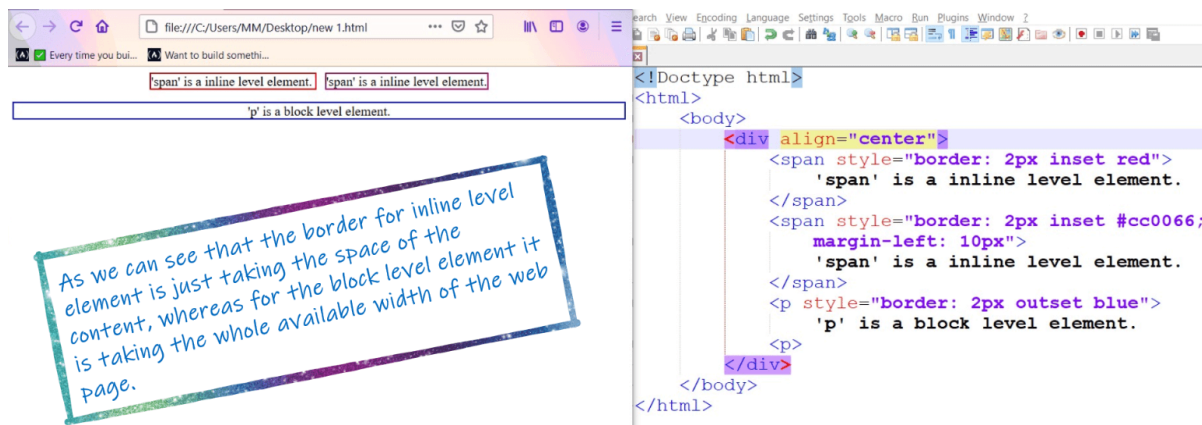 file:///C:/Users/MM/Desktop/new 1.html
Every time you bui...
Want to build somethi...
'span' is a inline level element. 'span' is a inline level element.
'p' is a block level element.
As we can see that the border for inline level
element is just taking the space of the
content, whereas for the block level element it
is taking the whole available width of the web
page.
earch View Encoding Language Settings Tools Macro Run Plugins Window ?
<!Doctype html>
<html>
<body>
<div align="center">
<span style="border: 2px inset red">
'span' is a inline level element.
</span>
<span style="border: 2px inset #cc0066;
margin-left: 10px">
'span' is a inline level element.
</span>
<p style="border: 2px outset blue">
'p' is a block level element.
<p>
</div>
</body>
</html>